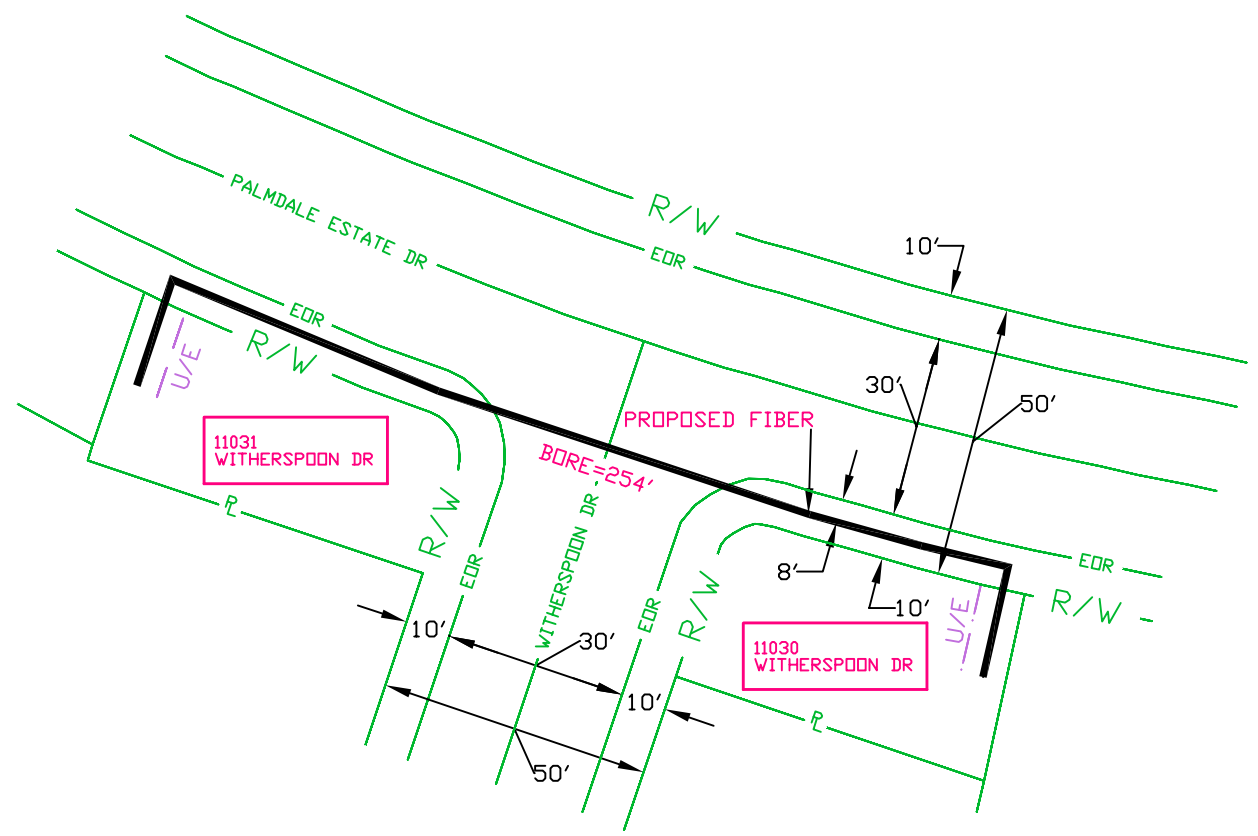 R/W
10'
EOR
PALMDALE ESTATE DR
EOR
R/W
U/E
30'
50'
PROPOSED FIBER
11031
WITHERSPOON DR
BORE=254'
PL
R/W
EOR
WITHERSPOON DR
8'
10'
EOR
R/W
EOR
R/W
U/E
10'
30'
11030
WITHERSPOON DR
10'
PL
50'